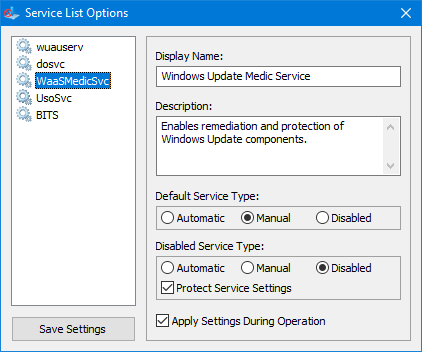 Service List Options
wuauserv
dosvc
WaaSMedicSvc
UsoSvc
BITS
Save Settings
Display Name:
Windows Update Medic Service
Description:
Enables remediation and protection of
Windows Update components.
Default Service Type:
Automatic Manual Disabled
Disabled Service Type:
Automatic Manual Disabled
Protect Service Settings
Apply Settings During Operation